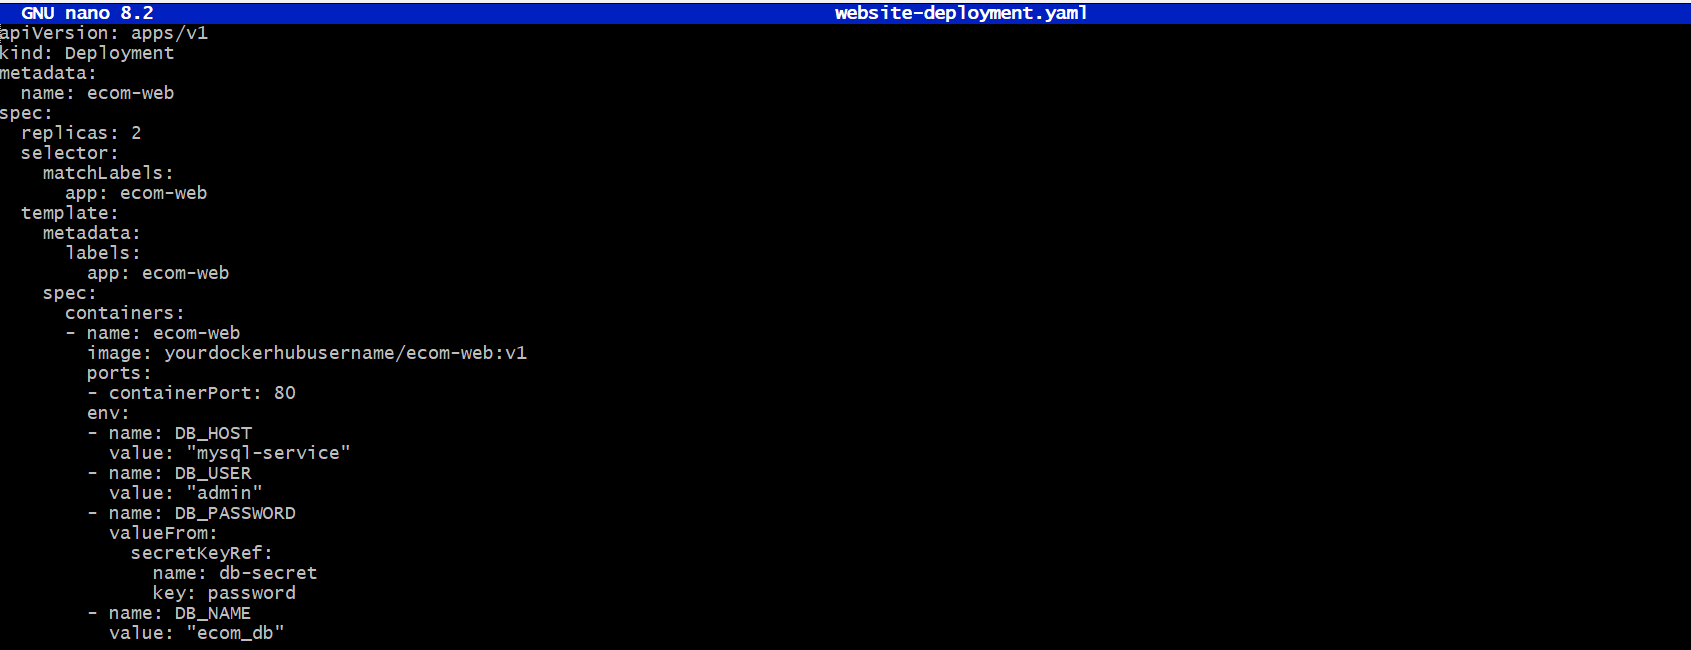 GNU nano 8.2 website-deployment.yaml
apiVersion: apps/v1
kind: Deployment
metadata:
  name: ecom-web
spec:
  replicas: 2
  selector:
    matchLabels:
      app: ecom-web
  template:
    metadata:
      labels:
        app: ecom-web
    spec:
      containers:
      - name: ecom-web
        image: yourdockerhubusername/ecom-web:v1
        ports:
        - containerPort: 80
        env:
        - name: DB_HOST
          value: "mysql-service"
        - name: DB_USER
          value: "admin"
        - name: DB_PASSWORD
          valueFrom:
            secretKeyRef:
              name: db-secret
              key: password
        - name: DB_NAME
          value: "ecom_db"